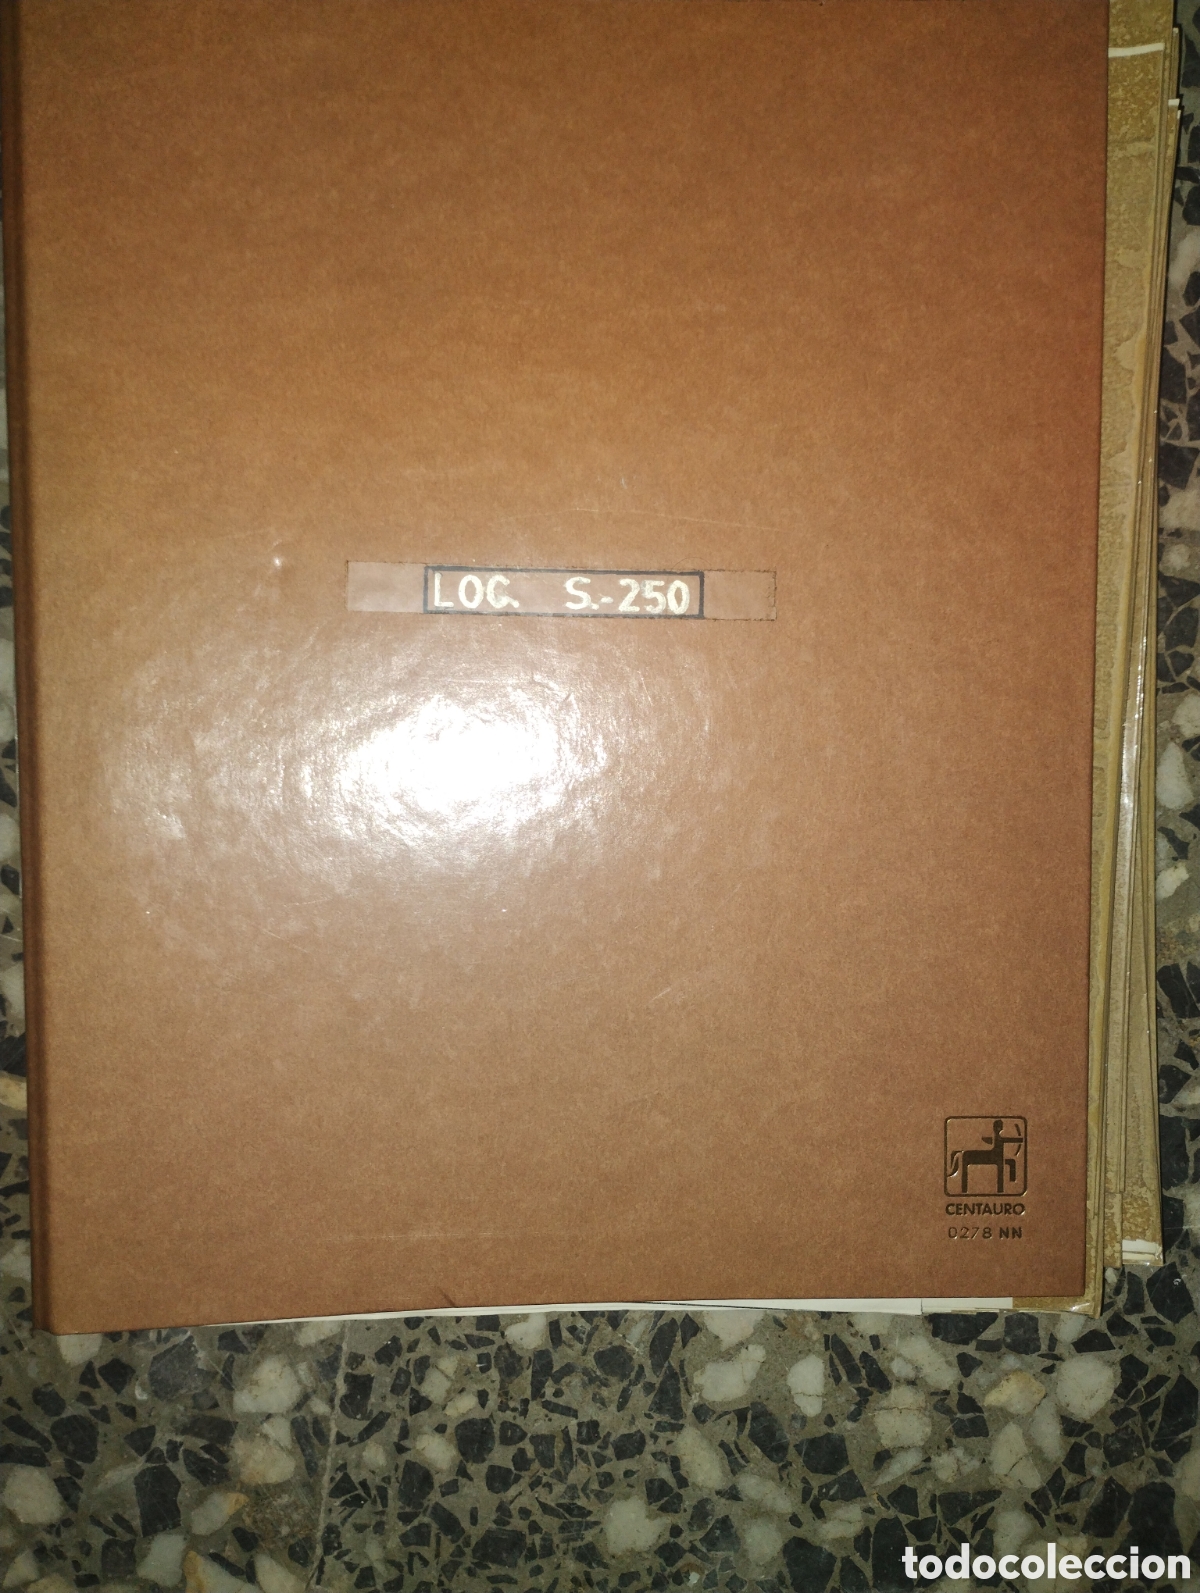 LOC. S.-250
CENTAURO
0278 NN
todocoleccion